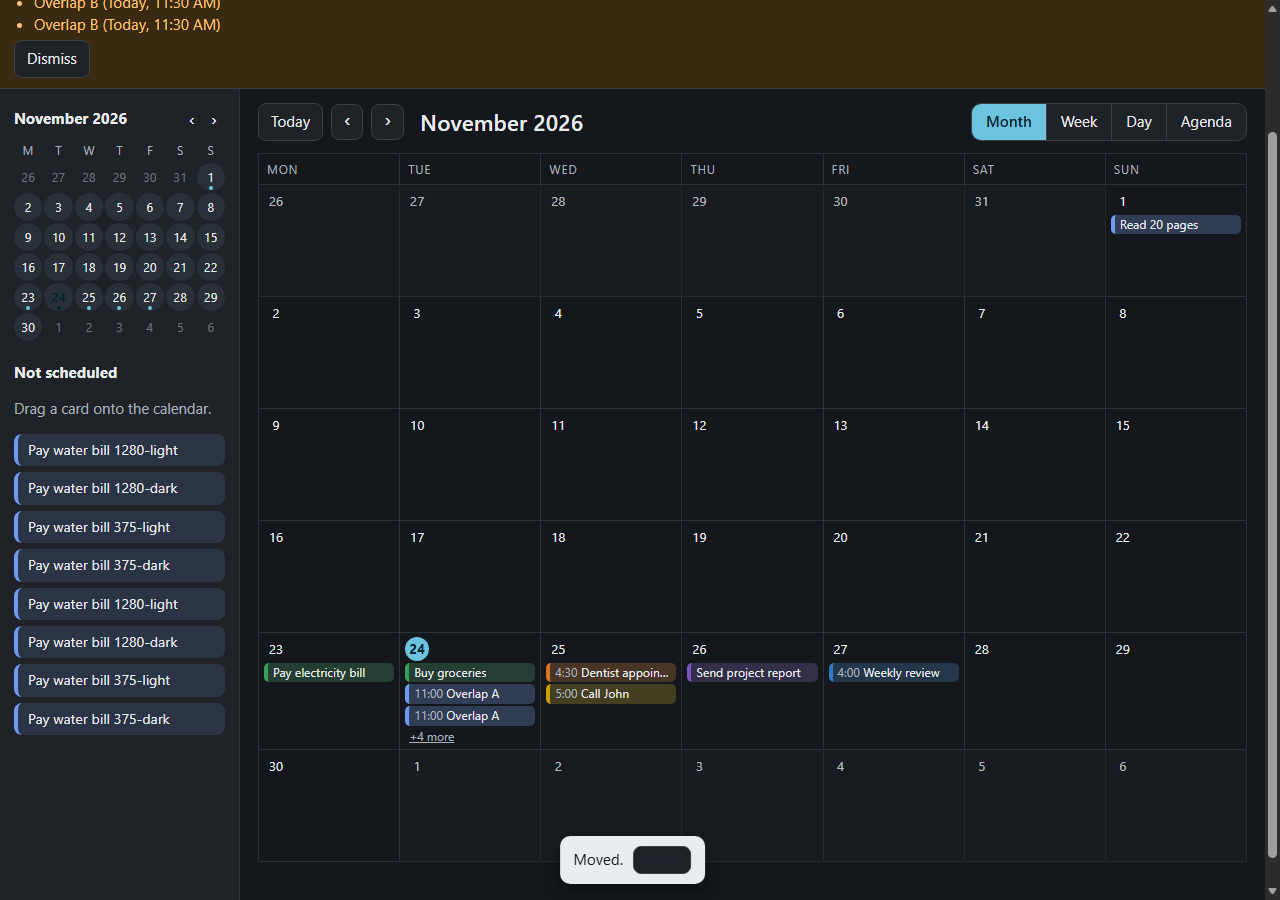 Overlap B (Today, 11:30 AM)
Overlap B (Today, 11:30 AM)
Dismiss
November 2026 ‹ ›
M T W T F S S
26 27 28 29 30 31 1
2 3 4 5 6 7 8
9 10 11 12 13 14 15
16 17 18 19 20 21 22
23 24 25 26 27 28 29
30 1 2 3 4 5 6
Not scheduled
Drag a card onto the calendar.
Pay water bill 1280-light
Pay water bill 1280-dark
Pay water bill 375-light
Pay water bill 375-dark
Pay water bill 1280-light
Pay water bill 1280-dark
Pay water bill 375-light
Pay water bill 375-dark
Today ‹ › November 2026 Month Week Day Agenda
MON TUE WED THU FRI SAT SUN
26 27 28 29 30 31 1
Read 20 pages
2 3 4 5 6 7 8
9 10 11 12 13 14 15
16 17 18 19 20 21 22
23 24 25 26 27 28 29
Pay electricity bill Buy groceries 4:30 Dentist appoin... Send project report 4:00 Weekly review
11:00 Overlap A 5:00 Call John
11:00 Overlap A
+4 more
30 1 2 3 4 5 6
Moved.